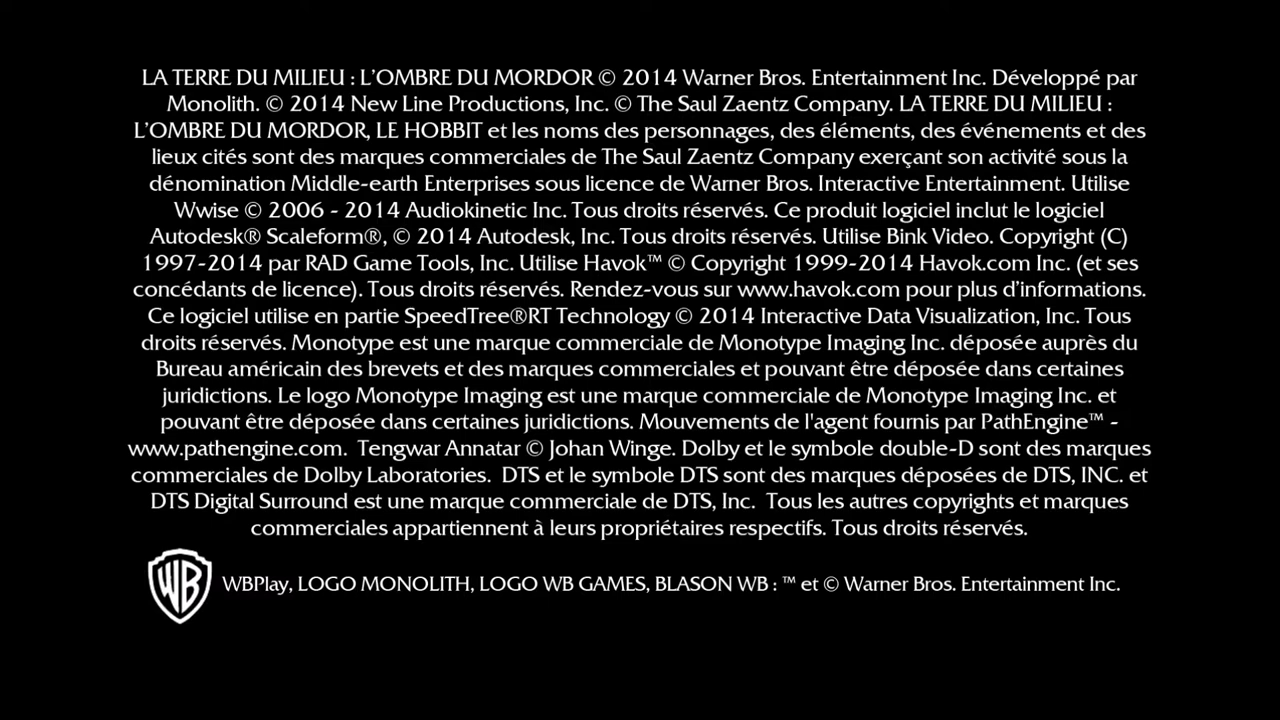 LA TERRE DU MILIEU : L'OMBRE DU MORDOR © 2014 Warner Bros. Entertainment Inc. Développé par
Monolith. © 2014 New Line Productions, Inc. © The Saul Zaentz Company. LA TERRE DU MILIEU :
L'OMBRE DU MORDOR, LE HOBBIT et les noms des personnages, des éléments, des événements et des
lieux cités sont des marques commerciales de The Saul Zaentz Company exerçant son activité sous la
dénomination Middle-earth Enterprises sous licence de Warner Bros. Interactive Entertainment. Utilise
Wwise © 2006 - 2014 Audiokinetic Inc. Tous droits réservés. Ce produit logiciel inclut le logiciel
Autodesk® Scaleform®, © 2014 Autodesk, Inc. Tous droits réservés. Utilise Bink Video. Copyright (C)
1997-2014 par RAD Game Tools, Inc. Utilise Havok™ © Copyright 1999-2014 Havok.com Inc. (et ses
concédants de licence). Tous droits réservés. Rendez-vous sur www.havok.com pour plus d'informations.
Ce logiciel utilise en partie SpeedTree®RT Technology © 2014 Interactive Data Visualization, Inc. Tous
droits réservés. Monotype est une marque commerciale de Monotype Imaging Inc. déposée auprès du
Bureau américain des brevets et des marques commerciales et pouvant être déposée dans certaines
juridictions. Le logo Monotype Imaging est une marque commerciale de Monotype Imaging Inc. et
pouvant être déposée dans certaines juridictions. Mouvements de l'agent fournis par PathEngine™ -
www.pathengine.com. Tengwar Annatar © Johan Winge. Dolby et le symbole double-D sont des marques
commerciales de Dolby Laboratories. DTS et le symbole DTS sont des marques déposées de DTS, INC. et
DTS Digital Surround est une marque commerciale de DTS, Inc. Tous les autres copyrights et marques
commerciales appartiennent à leurs propriétaires respectifs. Tous droits réservés.
WB WBPlay, LOGO MONOLITH, LOGO WB GAMES, BLASON WB : ™ et © Warner Bros. Entertainment Inc.